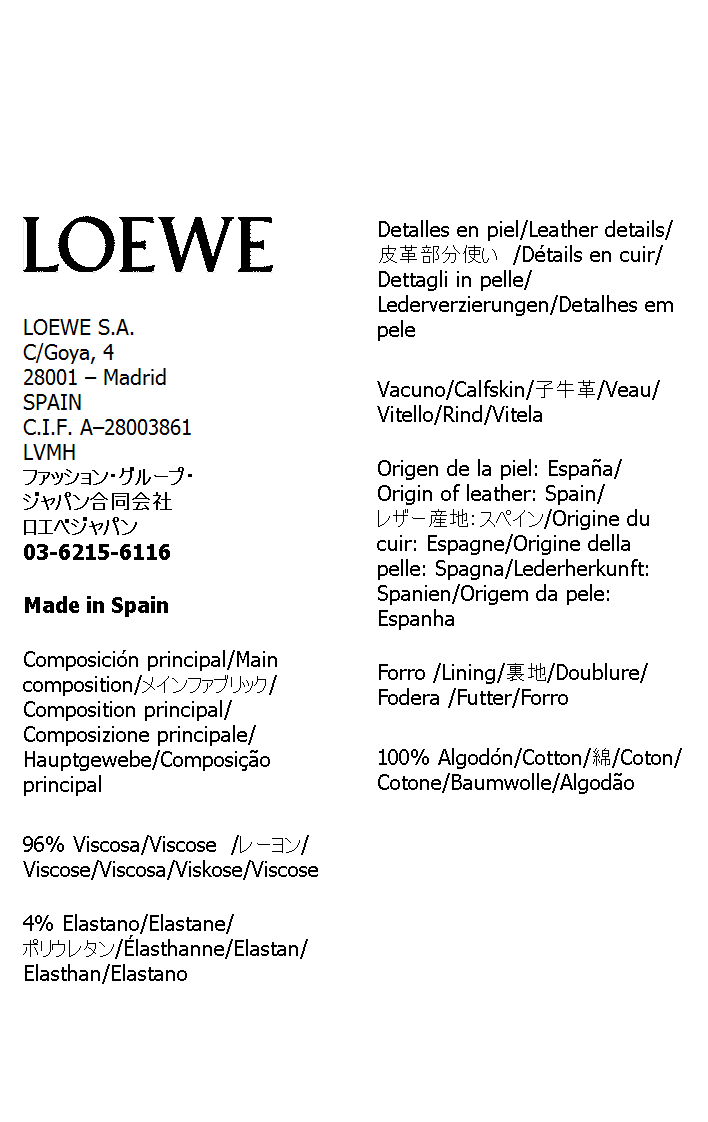 LOEWE
LOEWE S.A.
C/Goya, 4
28001 – Madrid
SPAIN
C.I.F. A–28003861
LVMH
ファッション・グループ・
ジャパン合同会社
ロエベジャパン
03-6215-6116
Made in Spain
Composición principal/Main
composition/メインファブリック/
Composition principal/
Composizione principale/
Hauptgewebe/Composição
principal
96% Viscosa/Viscose /レーヨン/
Viscose/Viscosa/Viskose/Viscose
4% Elastano/Elastane/
ポリウレタン/Élasthanne/Elastan/
Elasthan/Elastano
Detalles en piel/Leather details/
皮革部分使い /Détails en cuir/
Dettagli in pelle/
Lederverzierungen/Detalhes em
pele
Vacuno/Calfskin/子牛革/Veau/
Vitello/Rind/Vitela
Origen de la piel: España/
Origin of leather: Spain/
レザー産地：スペイン/Origine du
cuir: Espagne/Origine della
pelle: Spagna/Lederherkunft:
Spanien/Origem da pele:
Espanha
Forro /Lining/裏地/Doublure/
Fodera /Futter/Forro
100% Algodón/Cotton/綿/Coton/
Cotone/Baumwolle/Algodão